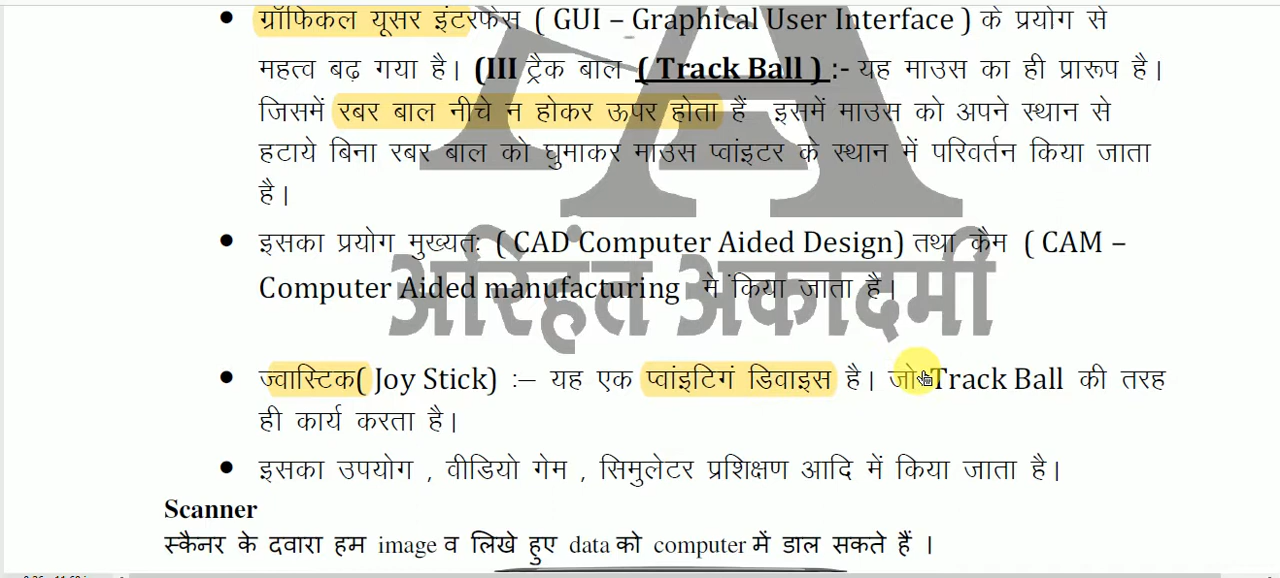 • ग्रॉफिकल यूसर इंटरफेस ( GUI – Graphical User Interface ) के प्रयोग से
महत्व बढ़ गया है। (III ट्रैक बाल ( Track Ball ) :- यह माउस का ही प्रारूप है।
जिसमें रबर बाल नीचे न होकर ऊपर होता हैं इसमें माउस को अपने स्थान से
हटाये बिना रबर बाल को घुमाकर माउस प्वांइटर के स्थान में परिवर्तन किया जाता
है।
• इसका प्रयोग मुख्यतः ( CAD Computer Aided Design) तथा कैम ( CAM –
Computer Aided manufacturing में किया जाता है।
अरिहंत अकादमी
• ज्वास्टिक( Joy Stick) :– यह एक प्वांइटिगं डिवाइस है। जो Track Ball की तरह
ही कार्य करता है।
• इसका उपयोग , वीडियो गेम , सिमुलेटर प्रशिक्षण आदि में किया जाता है।
Scanner
स्कैनर के दवारा हम image व लिखे हुए data को computer में डाल सकते हैं ।